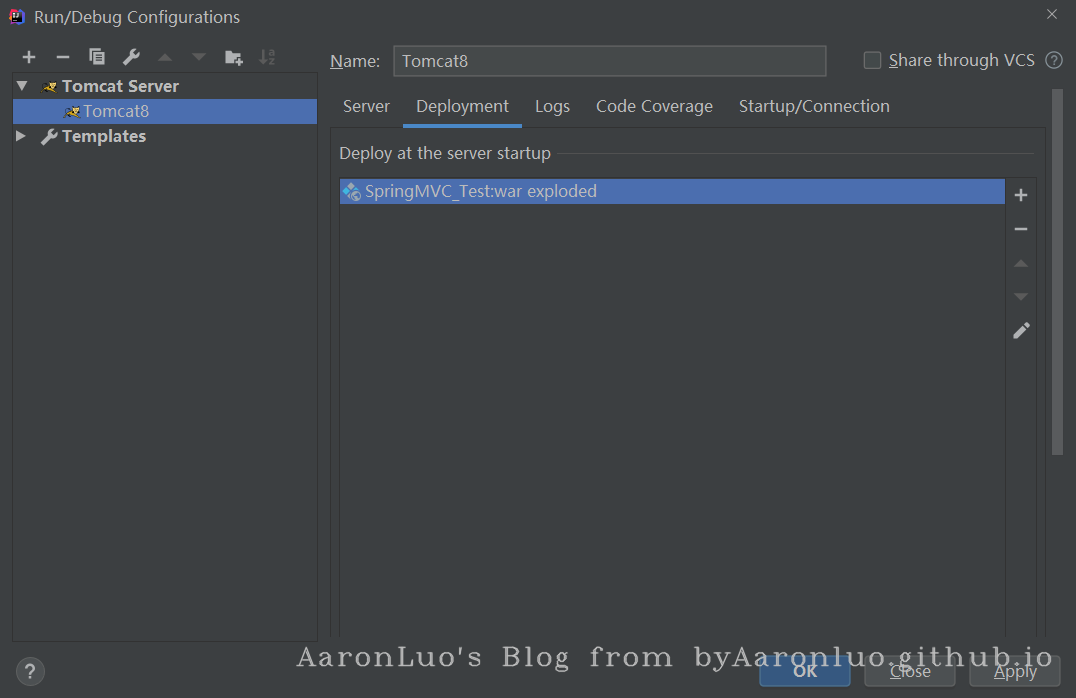 Run/Debug Configurations
Name: Tomcat8 Share through VCS ?
Tomcat Server
Tomcat8
Templates
Server Deployment Logs Code Coverage Startup/Connection
Deploy at the server startup
SpringMVC_Test:war exploded
AaronLuo's Blog from byAaronluo.github.io
? OK Close Apply